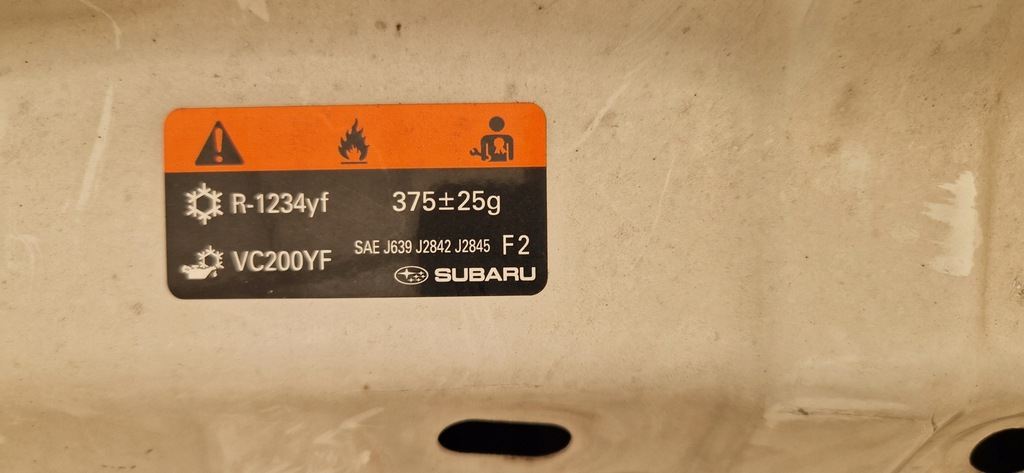 R-1234yf 375±25g
SAE J639 J2842 J2845 F2
VC200YF
SUBARU